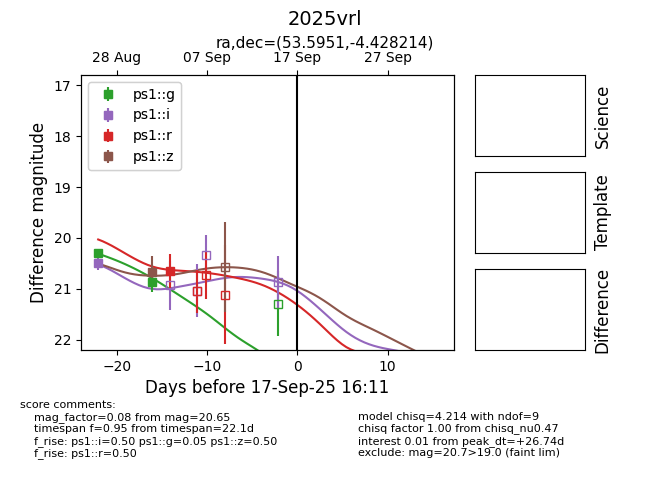 2025vrl
ra,dec=(53.5951,-4.428214)
28 Aug 07 Sep 17 Sep 27 Sep
17
18
19
20
21
22
Difference magnitude
ps1::g
ps1::i
ps1::r
ps1::z
−20 −10 0 10
Days before 17-Sep-25 16:11
Science
Template
Difference
score comments:
mag_factor=0.08 from mag=20.65
timespan f=0.95 from timespan=22.1d
f_rise: ps1::i=0.50 ps1::g=0.05 ps1::z=0.50
f_rise: ps1::r=0.50
model chisq=4.214 with ndof=9
chisq factor 1.00 from chisq_nu0.47
interest 0.01 from peak_dt=+26.74d
exclude: mag=20.7>19.0 (faint lim)